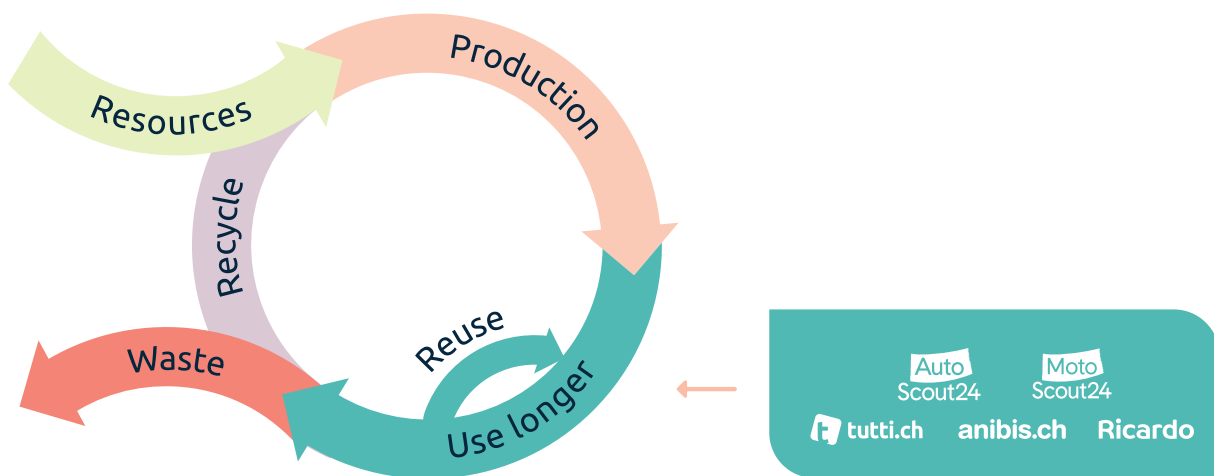 Resources
Production
Recycle
Reuse
Waste
Use longer
Auto
Scout24
Moto
Scout24
tutti.ch anibis.ch Ricardo